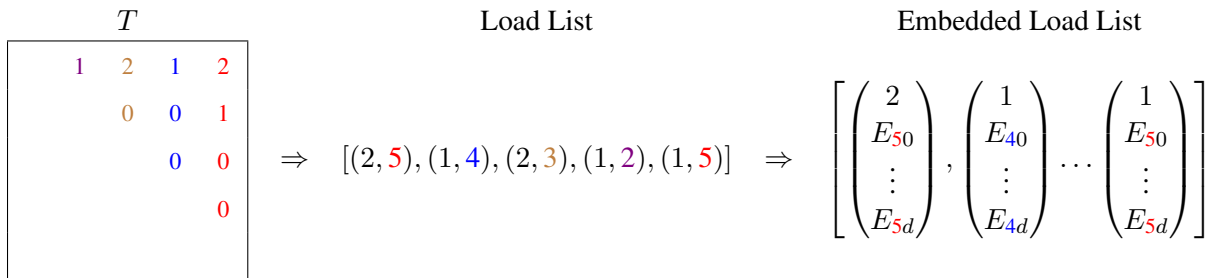 T Load List Embedded Load List
1 2 1 2
0 0 1
0 0
0
⇒ [(2, 5), (1, 4), (2, 3), (1, 2), (1, 5)] ⇒
2 1 1
E50 , E40 ... E50
⋮ ⋮ ⋮
E5d E4d E5d